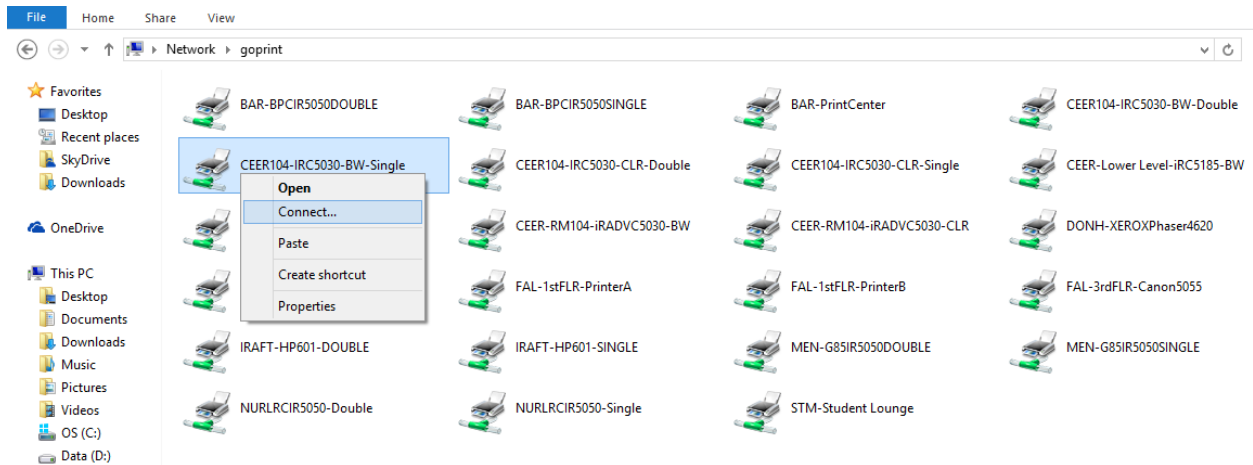 File Home Share View
Network goprint
Favorites
Desktop
Recent places
SkyDrive
Downloads
OneDrive
This PC
Desktop
Documents
Downloads
Music
Pictures
Videos
OS (C:)
Data (D:)
BAR-BPCIR5050DOUBLE BAR-BPCIR5050SINGLE BAR-PrintCenter CEER104-IRC5030-BW-Double
CEER104-IRC5030-BW-Single CEER104-IRC5030-CLR-Double CEER104-IRC5030-CLR-Single CEER-Lower Level-iRC5185-BW
Open
Connect...
Paste
Create shortcut
Properties
CEER-RM104-iRADVC5030-BW CEER-RM104-iRADVC5030-CLR DONH-XEROXPhaser4620
FAL-1stFLR-PrinterA FAL-1stFLR-PrinterB FAL-3rdFLR-Canon5055
IRAFT-HP601-DOUBLE IRAFT-HP601-SINGLE MEN-G85IR5050DOUBLE MEN-G85IR5050SINGLE
NURLRCIR5050-Double NURLRCIR5050-Single STM-Student Lounge